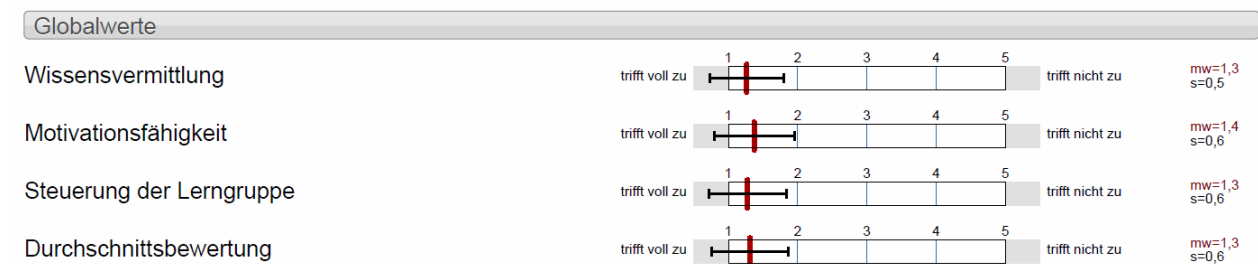 Globalwerte
1 2 3 4 5
Wissensvermittlung trifft voll zu trifft nicht zu mw=1,3
s=0,5
1 2 3 4 5
Motivationsfähigkeit trifft voll zu trifft nicht zu mw=1,4
s=0,6
1 2 3 4 5
Steuerung der Lerngruppe trifft voll zu trifft nicht zu mw=1,3
s=0,6
1 2 3 4 5
Durchschnittsbewertung trifft voll zu trifft nicht zu mw=1,3
s=0,6